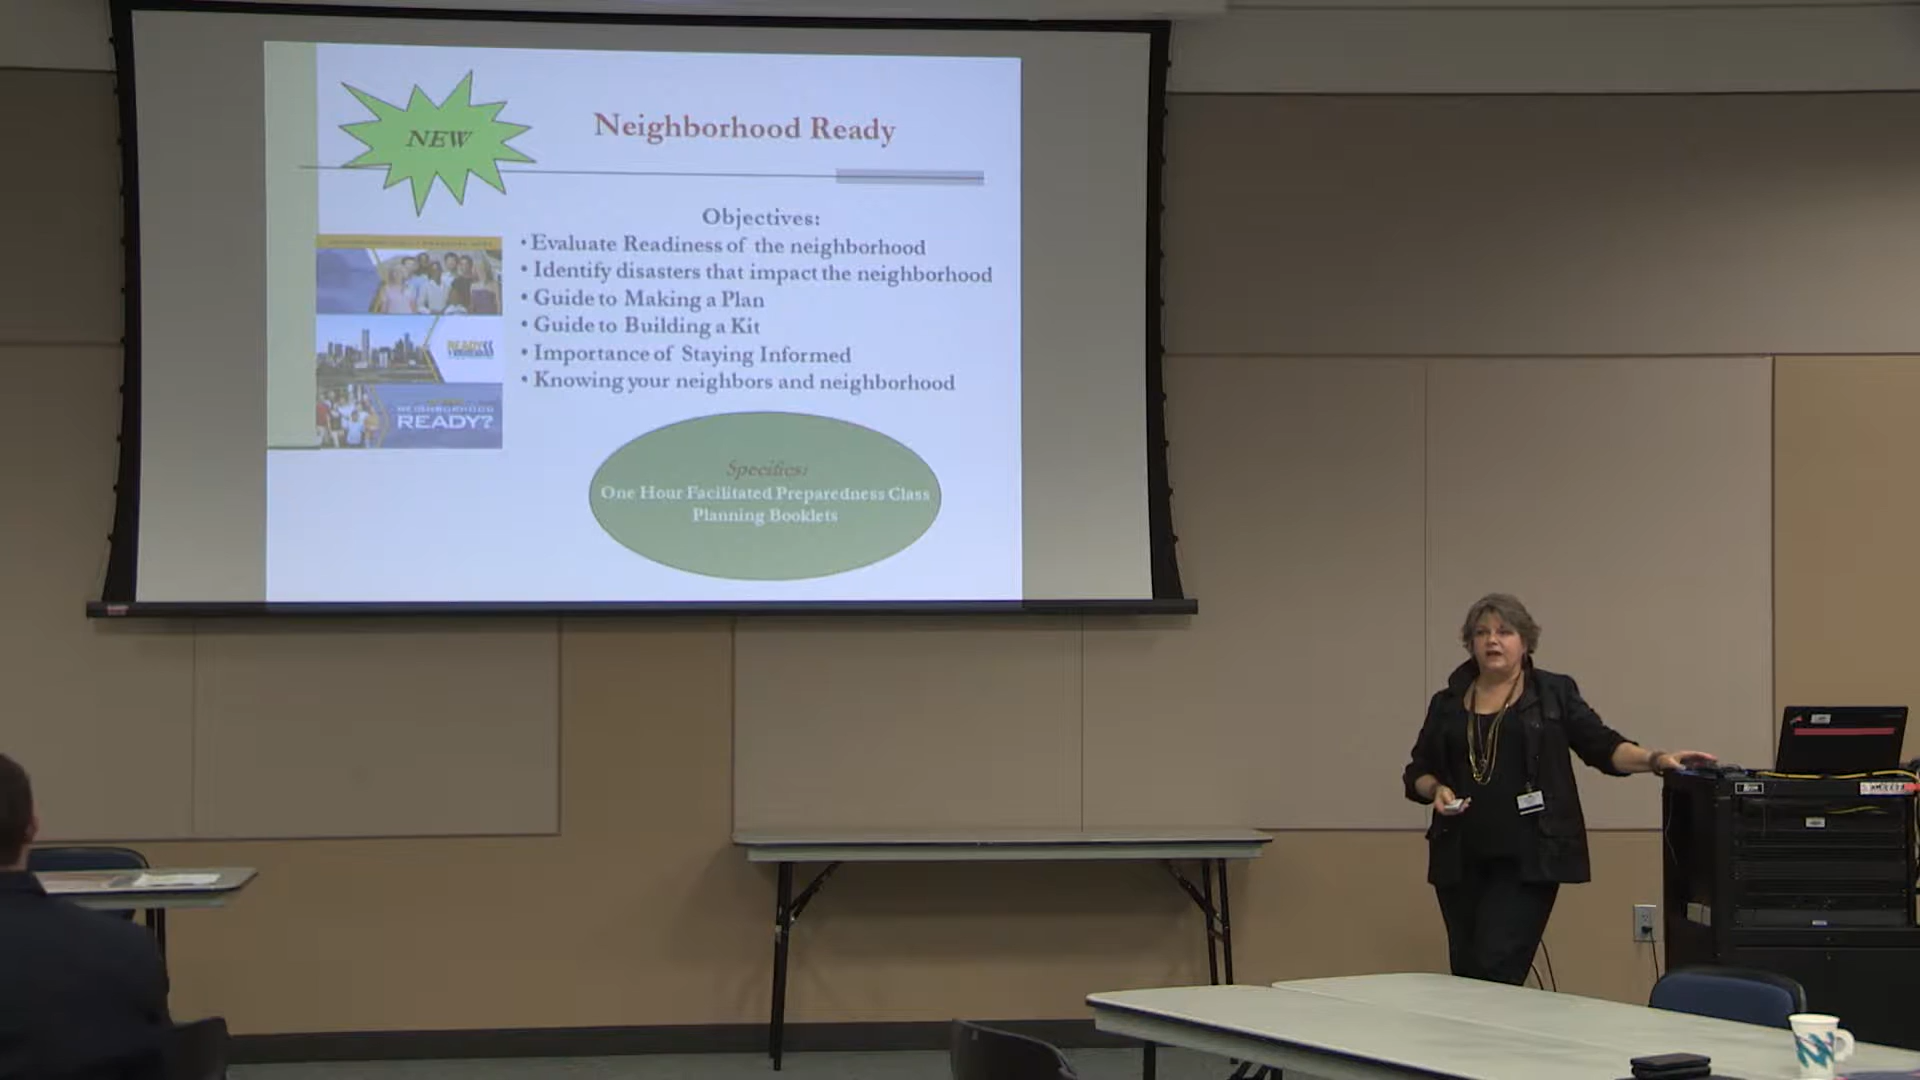 NEW
Neighborhood Ready
Objectives:
• Evaluate Readiness of the neighborhood
• Identify disasters that impact the neighborhood
• Guide to Making a Plan
• Guide to Building a Kit
• Importance of Staying Informed
• Knowing your neighbors and neighborhood
READY
NEIGHBORHOOD
READY?
Specifics:
One Hour Facilitated Preparedness Class
Planning Booklets